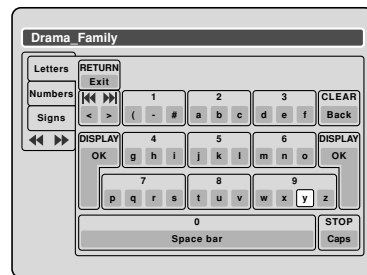 Drama_Family
Letters
Numbers
Signs
RETURN
Exit
1 2 3 CLEAR
< > ( - # a b c d e f Back
DISPLAY 4 5 6 DISPLAY
OK g h i j k l m n o OK
7 8 9
p q r s t u v w x y z
0 STOP
Space bar Caps